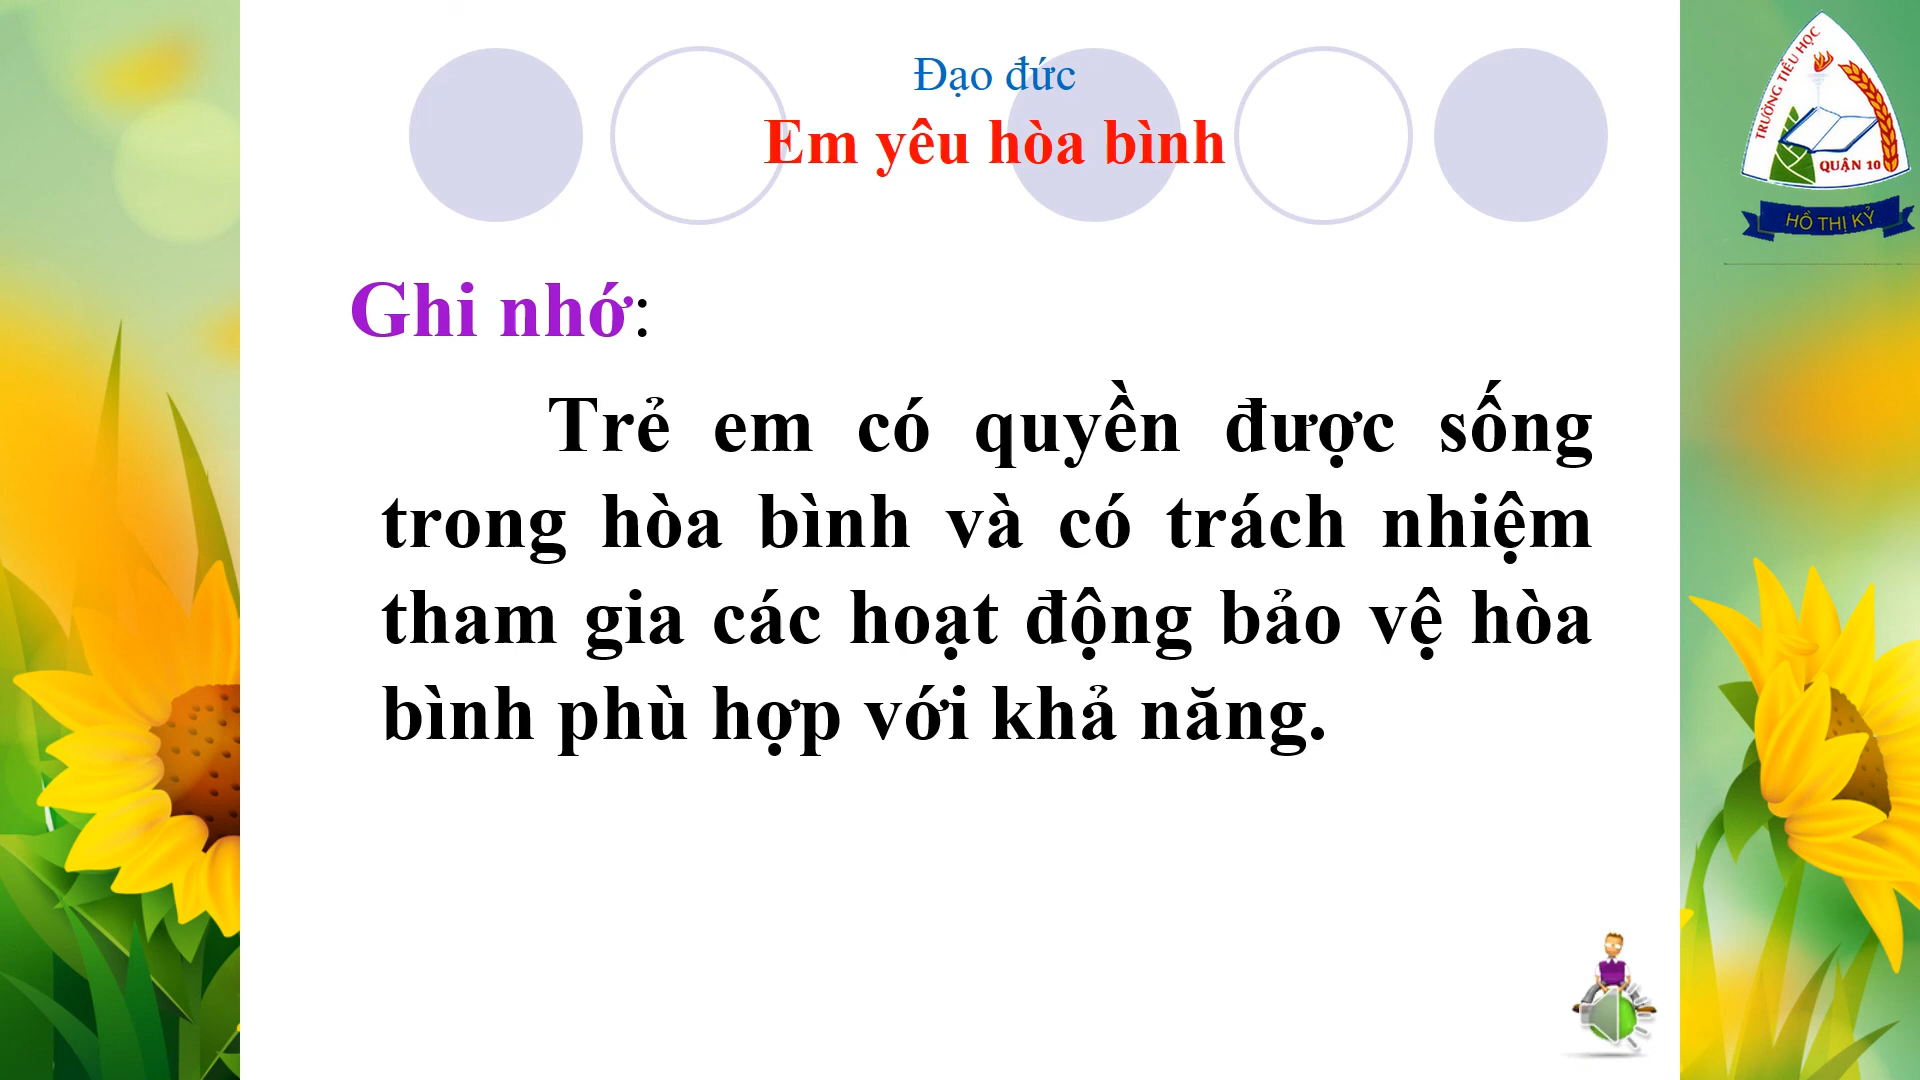 Đạo đức
Em yêu hòa bình
TRƯỜNG TIỂU HỌC
QUẬN 10
HỒ THỊ KỶ
Ghi nhớ:
Trẻ em có quyền được sống
trong hòa bình và có trách nhiệm
tham gia các hoạt động bảo vệ hòa
bình phù hợp với khả năng.